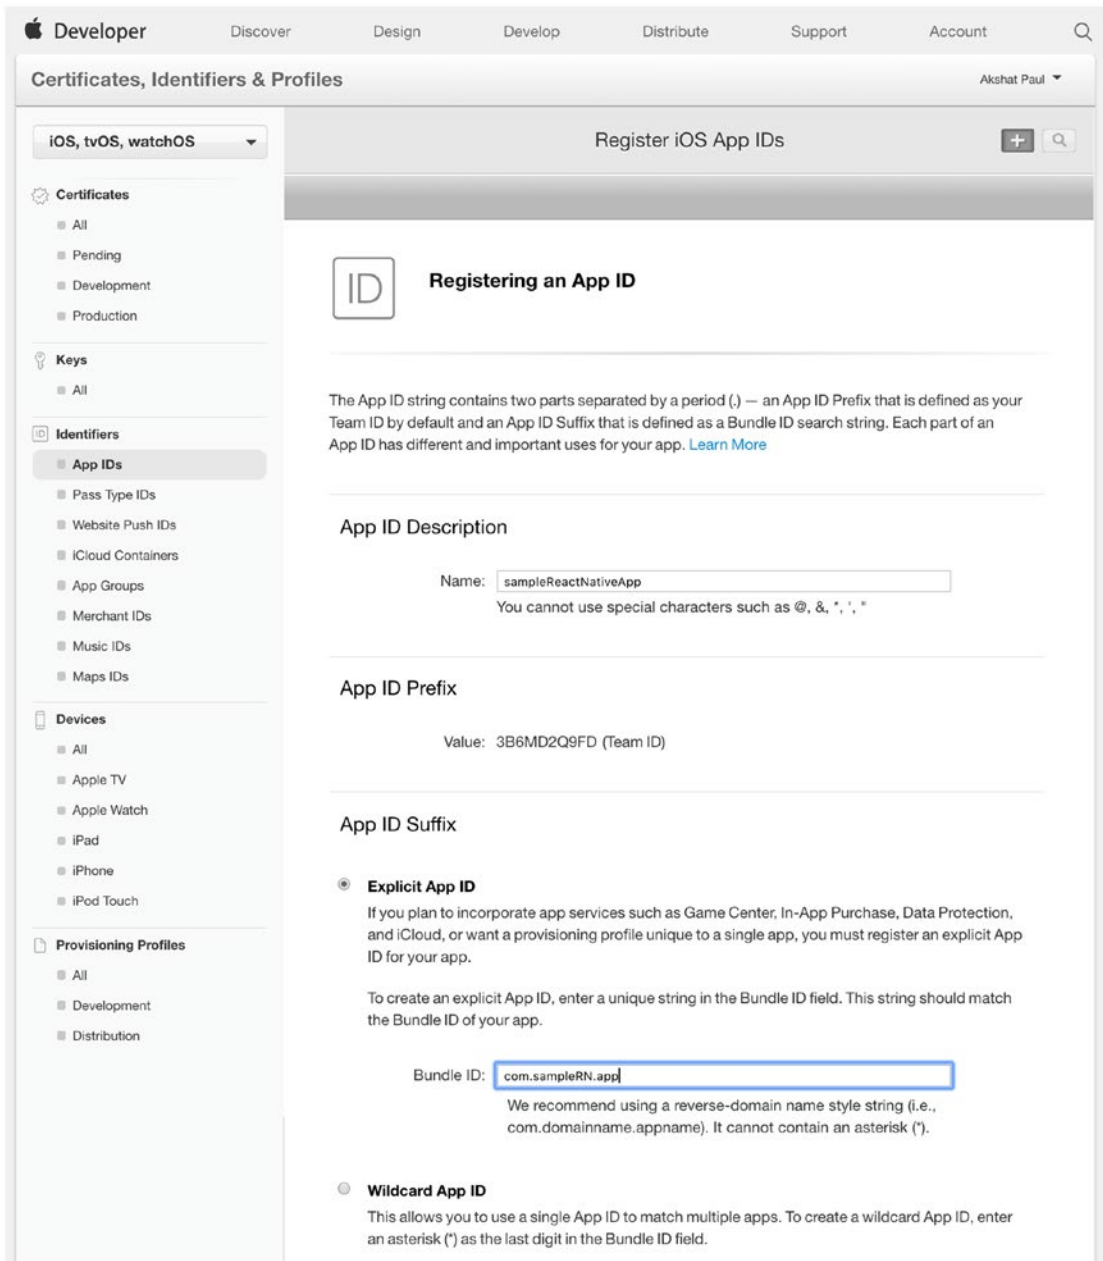 Developer
Discover
Design
Develop
Distribute
Support
Account
Certificates, Identifiers & Profiles
Akshat Paul
iOS, tvOS, watchOS
Certificates
All
Pending
Development
Production
Keys
All
ID Identifiers
App IDs
Pass Type IDs
Website Push IDs
iCloud Containers
App Groups
Merchant IDs
Music IDs
Maps IDs
Devices
All
Apple TV
Apple Watch
iPad
iPhone
iPod Touch
Provisioning Profiles
All
Development
Distribution
Register iOS App IDs
ID
Registering an App ID
The App ID string contains two parts separated by a period (.) — an App ID Prefix that is defined as your
Team ID by default and an App ID Suffix that is defined as a Bundle ID search string. Each part of an
App ID has different and important uses for your app. Learn More
App ID Description
Name: sampleReactNativeApp
You cannot use special characters such as @, &, *, ', "
App ID Prefix
Value: 3B6MD2Q9FD (Team ID)
App ID Suffix
Explicit App ID
If you plan to incorporate app services such as Game Center, In-App Purchase, Data Protection,
and iCloud, or want a provisioning profile unique to a single app, you must register an explicit App
ID for your app.
To create an explicit App ID, enter a unique string in the Bundle ID field. This string should match
the Bundle ID of your app.
Bundle ID: com.sampleRN.app
We recommend using a reverse-domain name style string (i.e.,
com.domainname.appname). It cannot contain an asterisk (*).
Wildcard App ID
This allows you to use a single App ID to match multiple apps. To create a wildcard App ID, enter
an asterisk (*) as the last digit in the Bundle ID field.